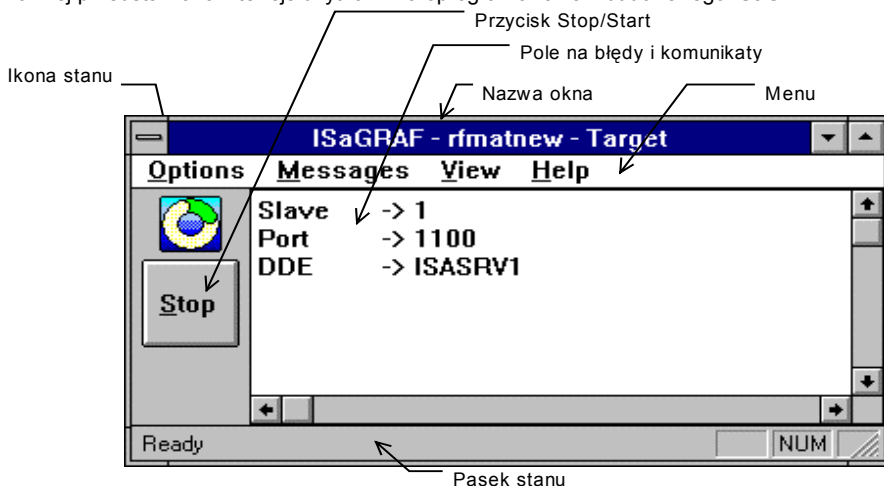 Przycisk Stop/Start
Pole na błędy i komunikaty
Ikona stanu
Nazwa okna
Menu
ISaGRAF - rfmatnew - Target
Options Messages View Help
Slave -> 1
Port -> 1100
DDE -> ISASRV1
Stop
Ready NUM
Pasek stanu